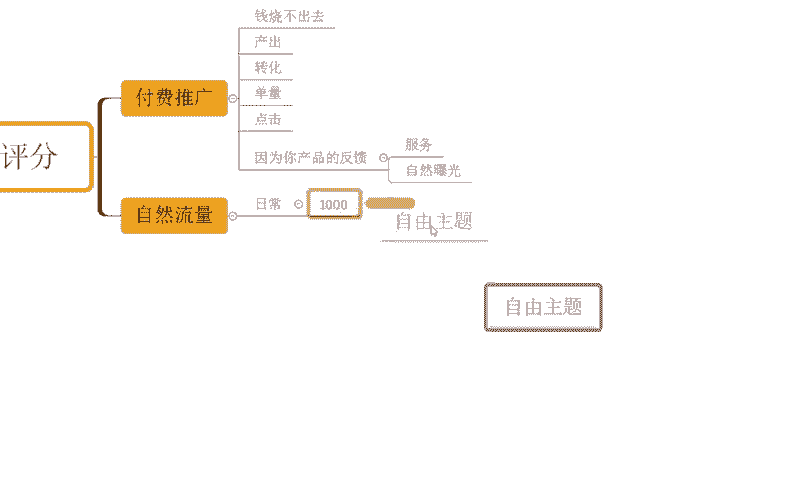 评分
付费推广
钱烧不出去
产出
转化
单量
点击
因为你产品的反馈
服务
自然曝光
自然流量
日常
1000
自由主题
自由主题